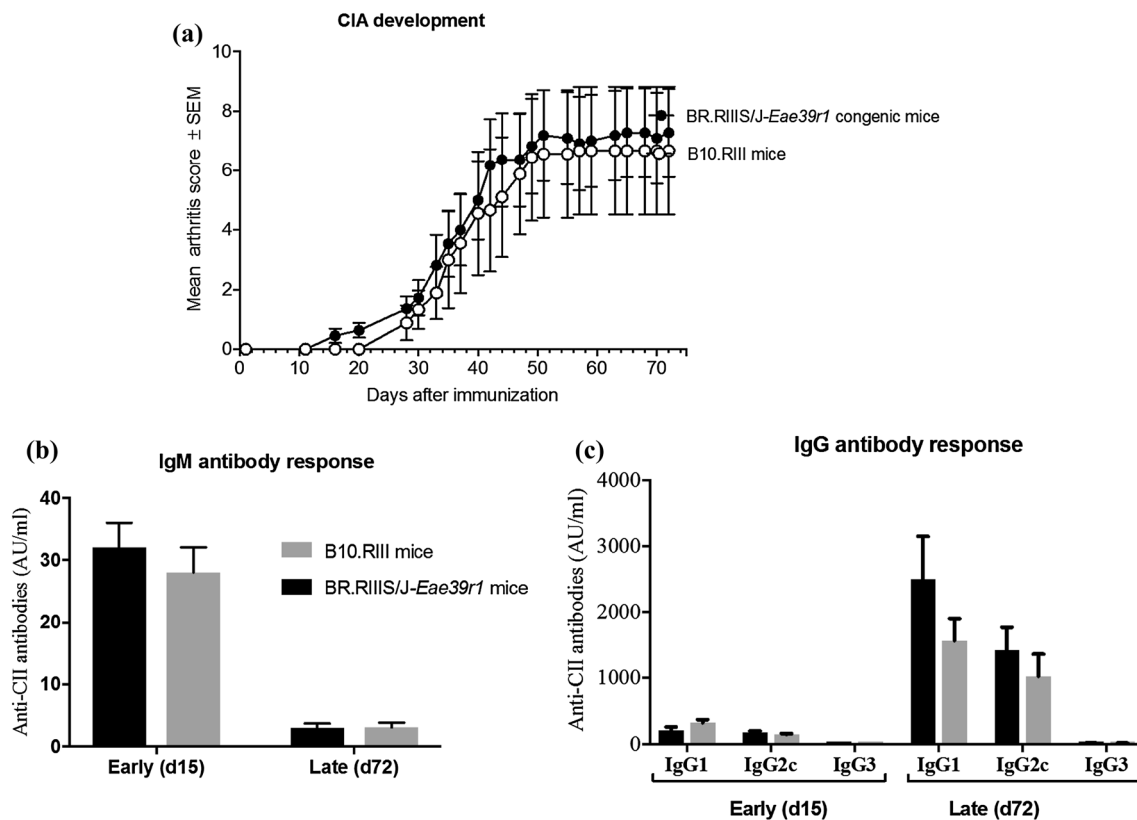 CIA development
(a)
10
8
6
4
2
0
Mean arthritis score ± SEM
0 10 20 30 40 50 60 70
Days after immunization
BR.RIIIS/J-Eae39r1 congenic mice
B10.RIII mice
(b)
IgM antibody response
40
30
20
10
0
Anti-CII antibodies (AU/ml)
Early (d15) Late (d72)
B10.RIII mice
BR.RIIIS/J-Eae39r1 mice
(c)
IgG antibody response
4000
3000
2000
1000
0
Anti-CII antibodies (AU/ml)
IgG1 IgG2c IgG3 IgG1 IgG2c IgG3
Early (d15) Late (d72)